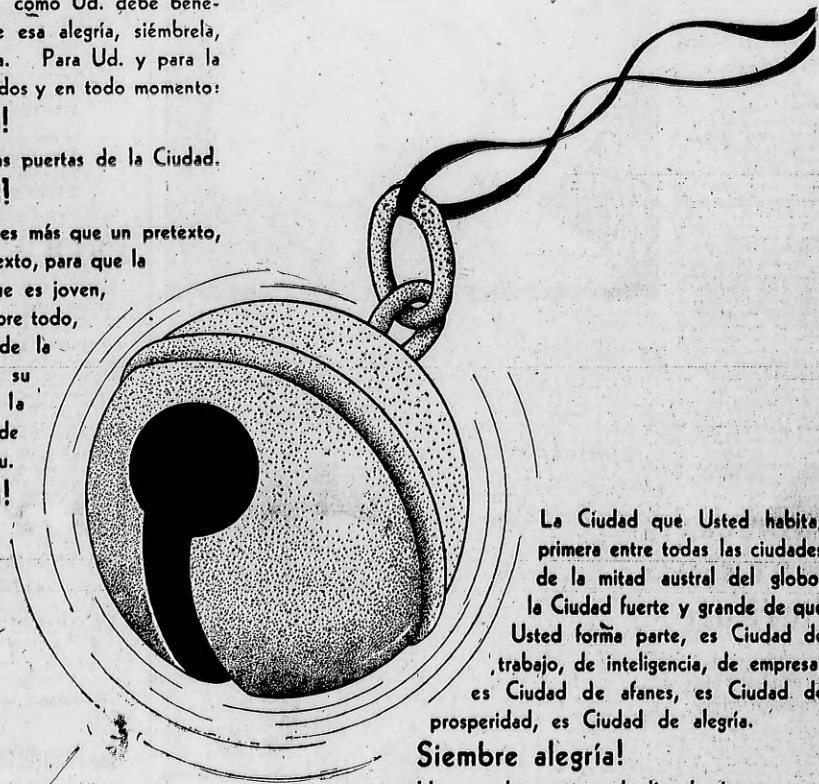 como Ud. debe bene-
e esa alegría, siémbrela,
a. Para Ud. y para la
dos y en todo momento:
!
as puertas de la Ciudad.
!
es más que un pretexto,
exto, para que la
ue es joven,
bre todo,
de la
su
la
de
u.
!
La Ciudad que Usted habita,
primera entre todas las ciudades
de la mitad austral del globo,
la Ciudad fuerte y grande de que
Usted forma parte, es Ciudad de
trabajo, de inteligencia, de empresa,
es Ciudad de afanes, es Ciudad de
prosperidad, es Ciudad de alegría.
Siembre alegría!